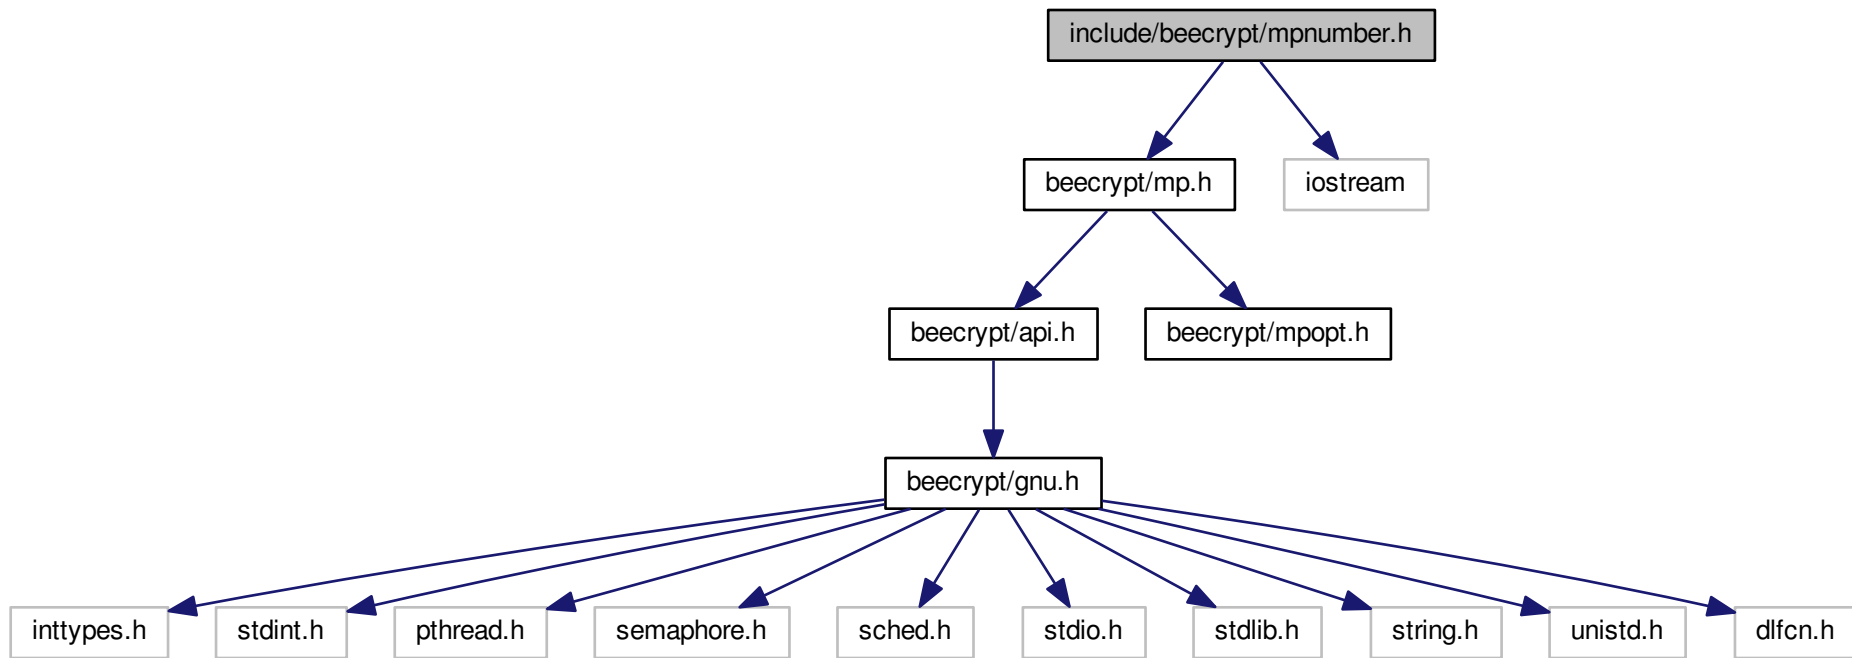 include/beecrypt/mpnumber.h
beecrypt/mp.h
iostream
beecrypt/api.h
beecrypt/mpopt.h
beecrypt/gnu.h
inttypes.h
stdint.h
pthread.h
semaphore.h
sched.h
stdio.h
stdlib.h
string.h
unistd.h
dlfcn.h